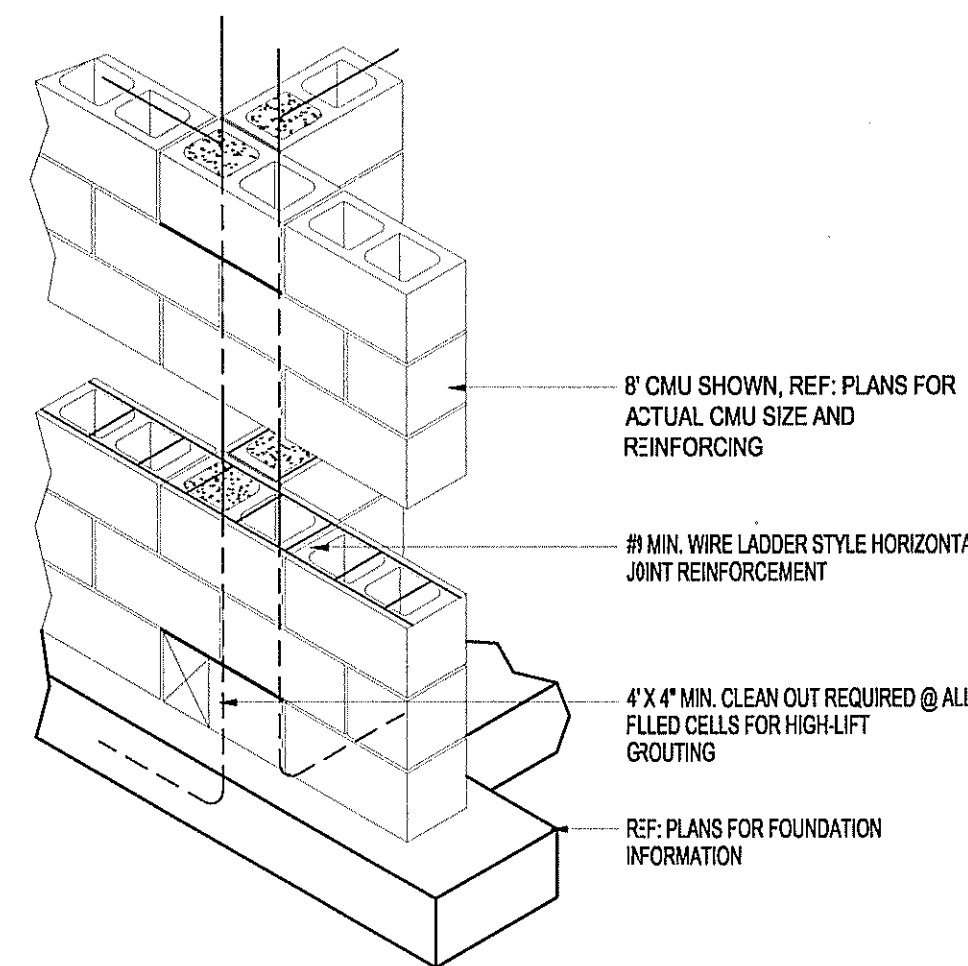 8' CMU SHOWN, REF: PLANS FOR
ACTUAL CMU SIZE AND
REINFORCING
#9 MIN. WIRE LADDER STYLE HORIZONTA
JOINT REINFORCEMENT
4'X 4" MIN. CLEAN OUT REQUIRED @ ALL
FLLED CELLS FOR HIGH-LIFT
GROUTING
REF: PLANS FOR FOUNDATION
INFORMATION